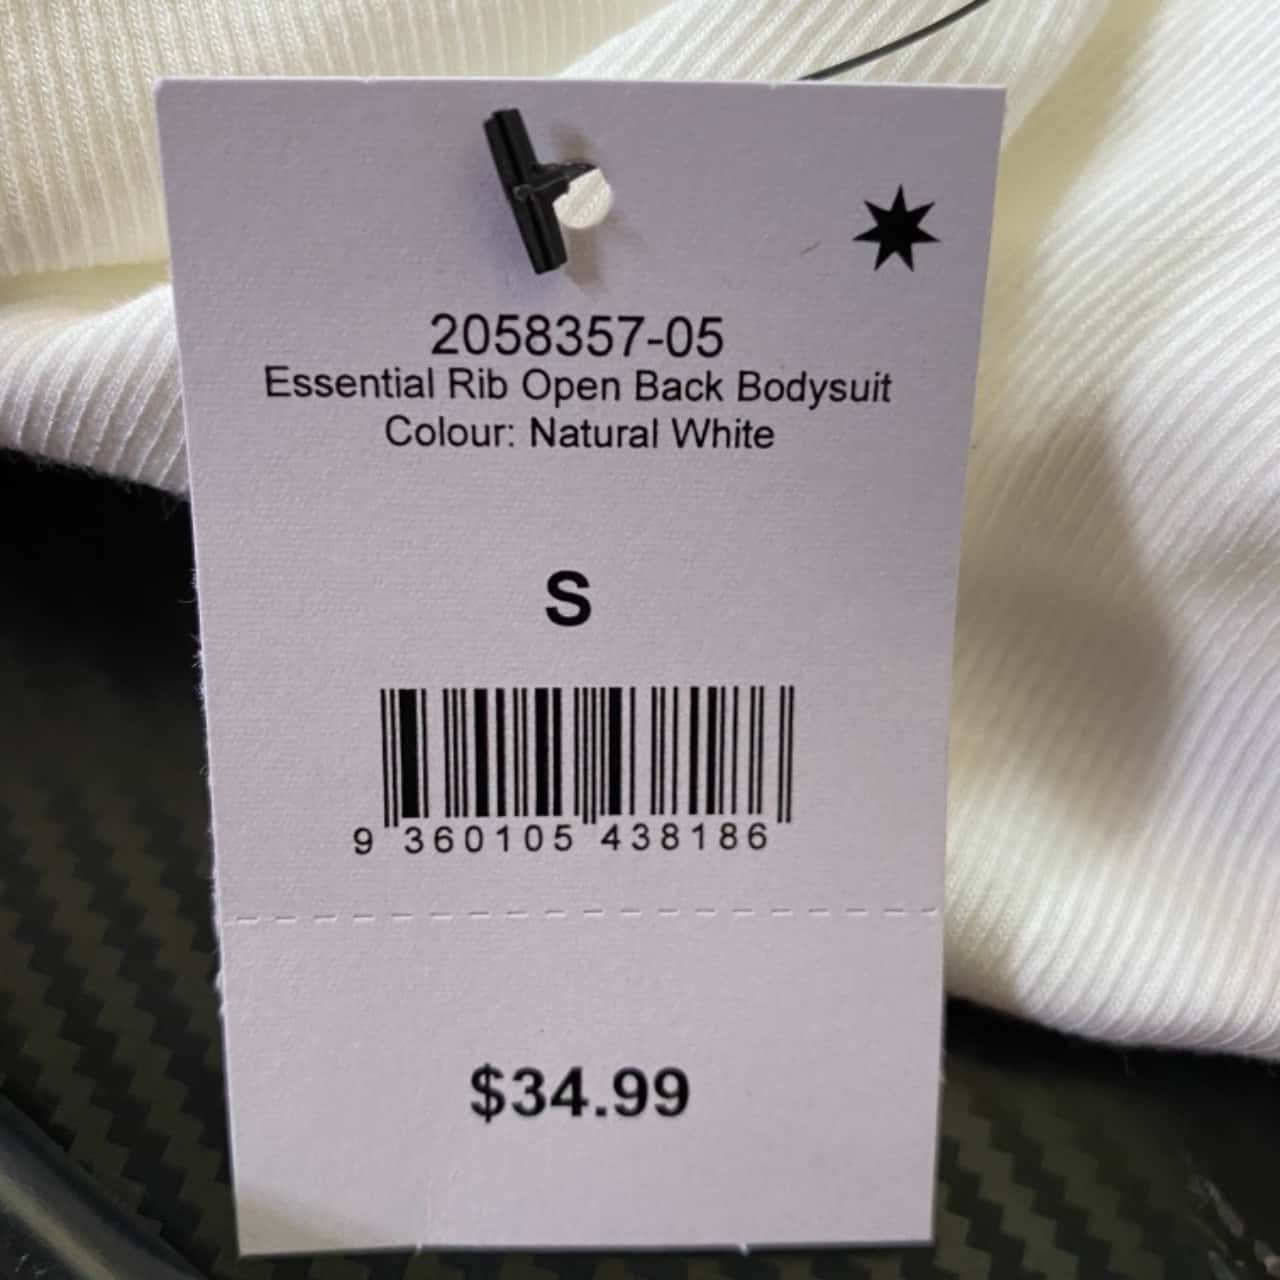 2058357-05
Essential Rib Open Back Bodysuit
Colour: Natural White
S
9 360105 438186
$34.99